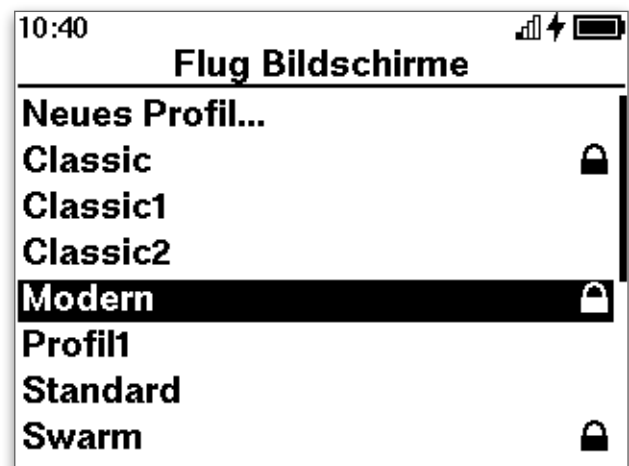 10:40
Flug Bildschirme
Neues Profil...
Classic
Classic1
Classic2
Modern
Profil1
Standard
Swarm